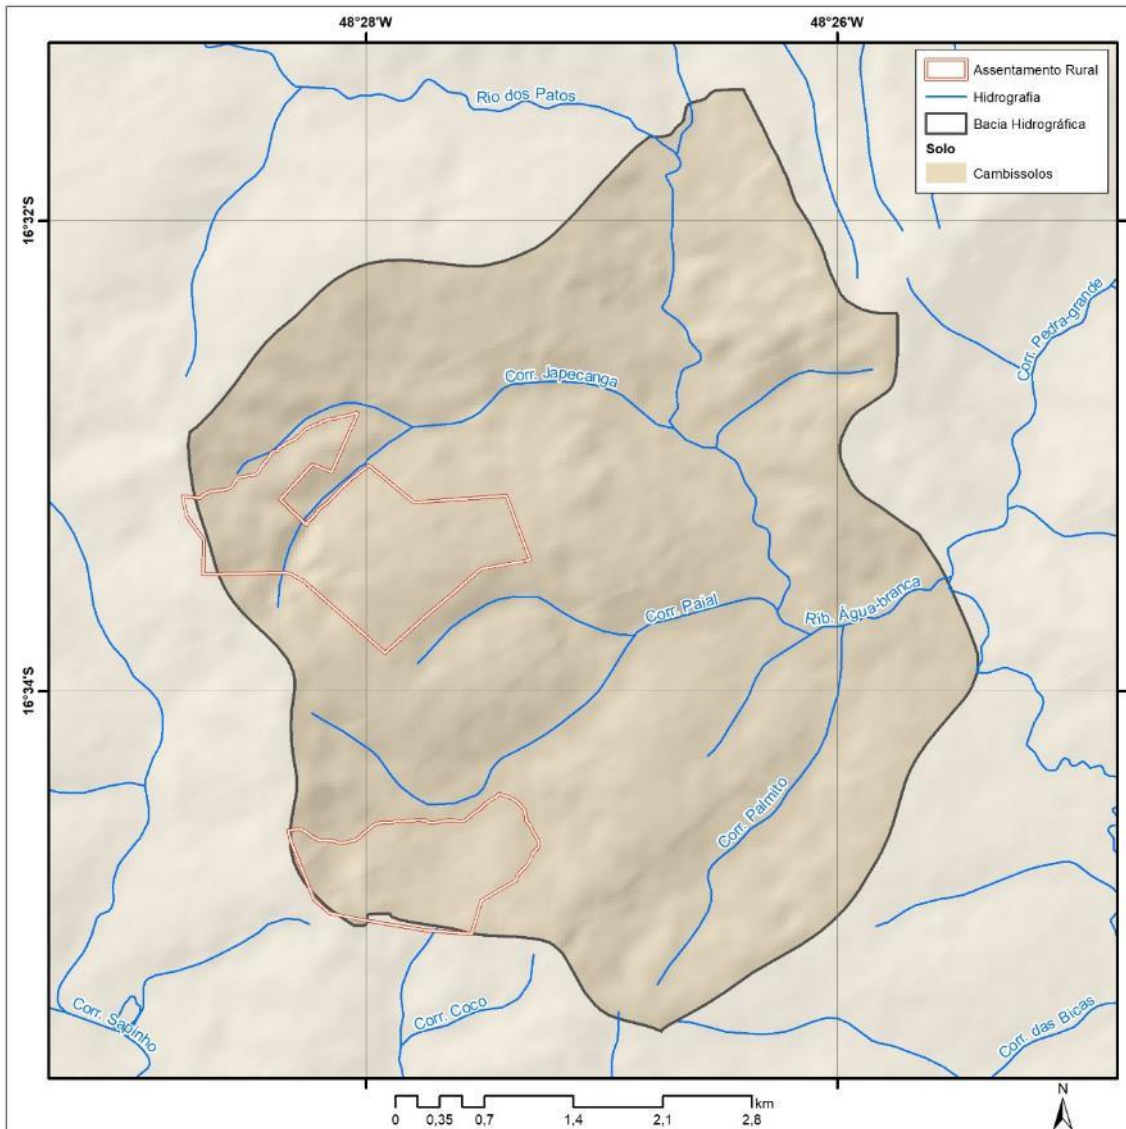 48°28'W
48°26'W
Assentamento Rural
Hidrografia
Bacia Hidrográfica
Solo
Cambissolos
Rio dos Patos
16°32'S
Corr. Pedra-grande
Corr. Japecanga
Corr. Paial
Rib. Água-branca
16°34'S
Corr. Palmito
Corr. Sapinho
Corr. Coco
Corr. das Bicas
km
0 0,35 0,7 1,4 2,1 2,8
N